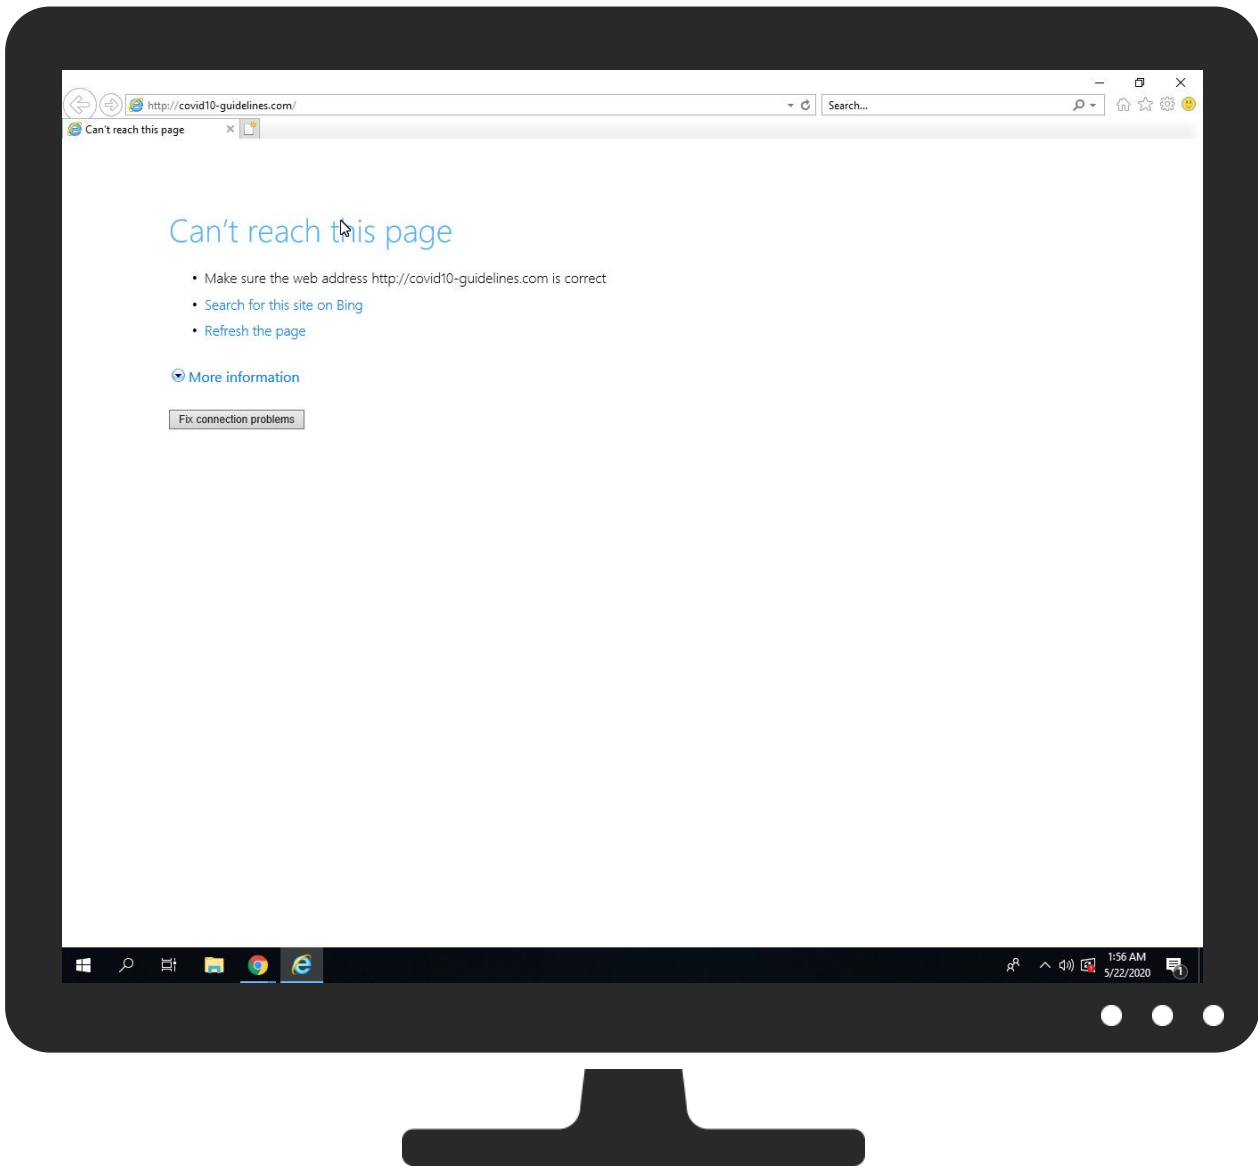 http://covid10-guidelines.com/
Search...
Can't reach this page
Can't reach this page
• Make sure the web address http://covid10-guidelines.com is correct
• Search for this site on Bing
• Refresh the page
More information
Fix connection problems
1:56 AM
5/22/2020
1